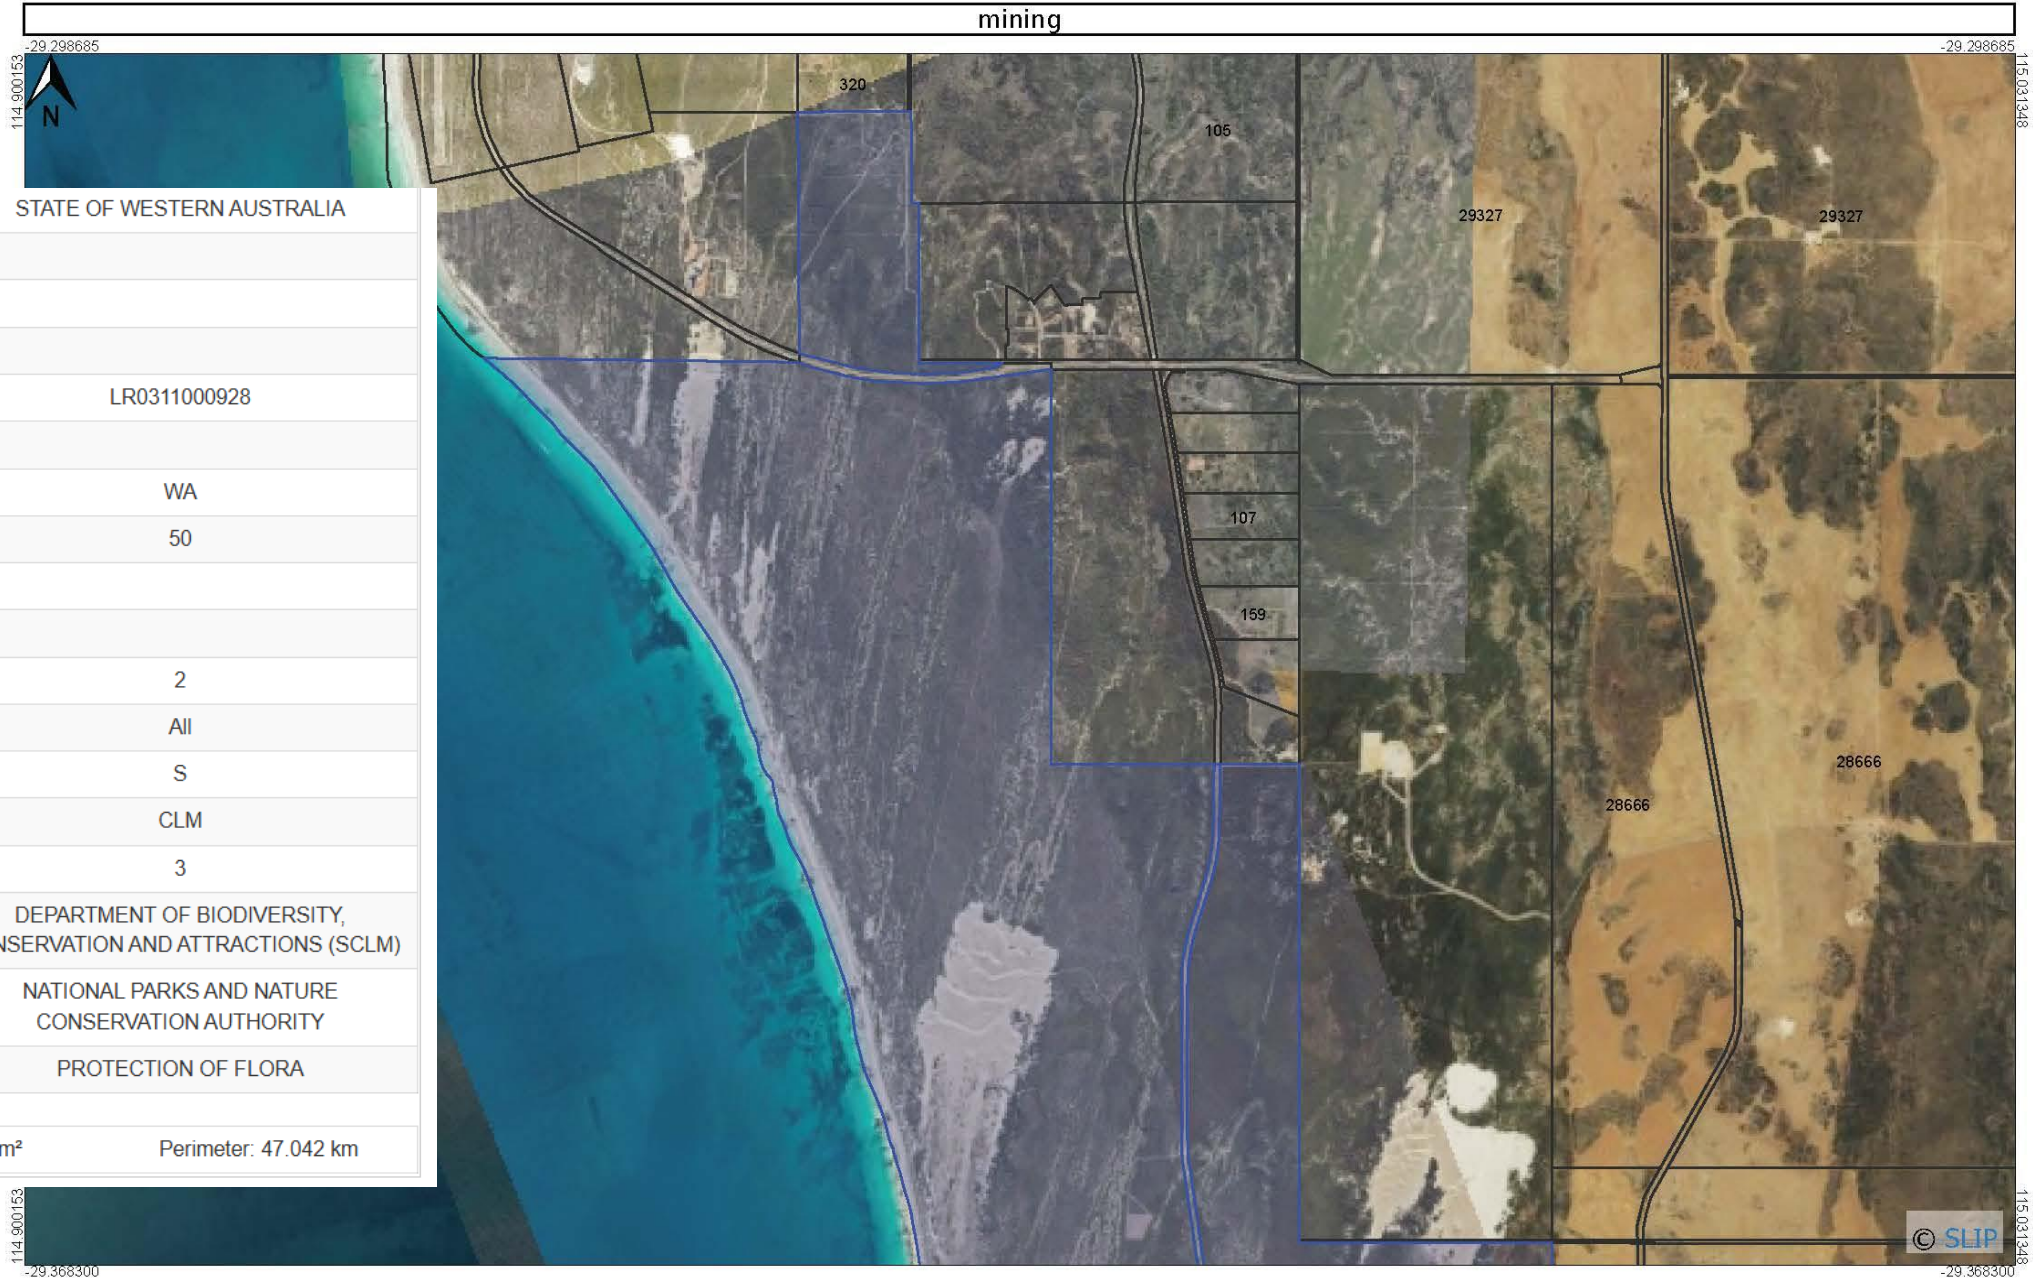 mining
-29.298685
-29.298685
114.900153
115.031348
N
320
105
29327
29327
STATE OF WESTERN AUSTRALIA
LR0311000928
WA
50
107
159
2
All
S
28666
28666
CLM
3
DEPARTMENT OF BIODIVERSITY,
NSERVATION AND ATTRACTIONS (SCLM)
NATIONAL PARKS AND NATURE
CONSERVATION AUTHORITY
PROTECTION OF FLORA
m² Perimeter: 47.042 km
114.900153
115.031348
© SLIP
-29.368300
-29.368300